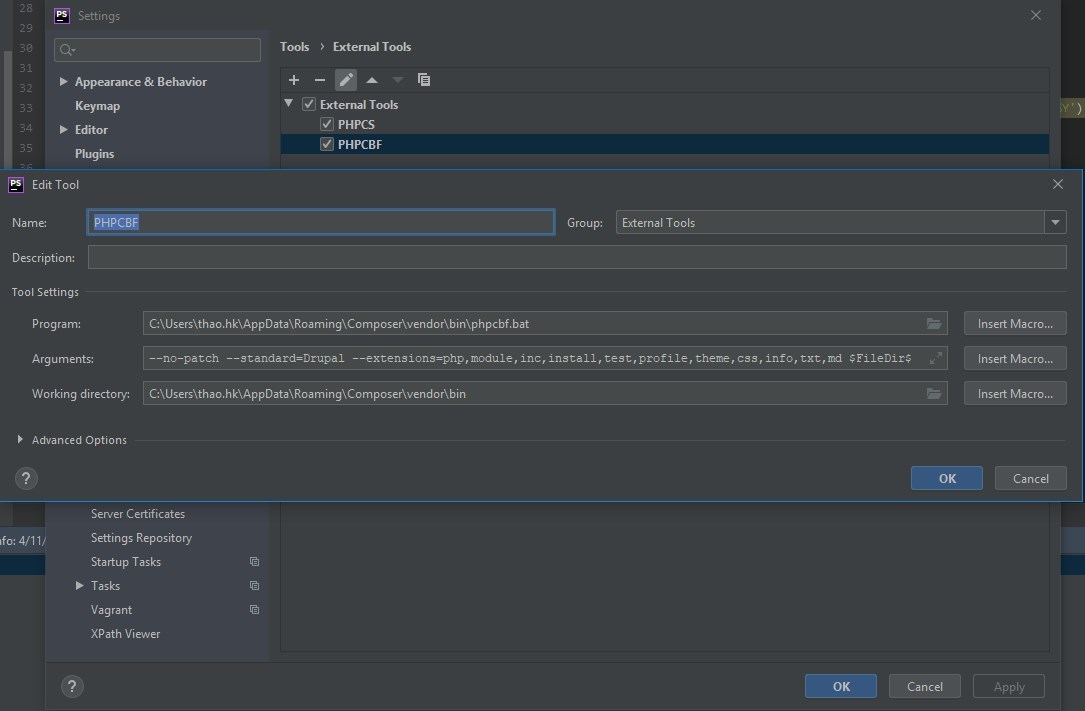 28
PS Settings
29
30
Tools › External Tools
31
32
Appearance & Behavior
33
Keymap
External Tools
Y')
34
Editor
PHPCS
35
Plugins
PHPCBF
36
PS Edit Tool
Name: PHPCBF Group: External Tools
Description:
Tool Settings
Program: C:\Users\thao.hk\AppData\Roaming\Composer\vendor\bin\phpcbf.bat Insert Macro...
Arguments: --no-patch --standard=Drupal --extensions=php,module,inc,install,test,profile,theme,css,info,txt,md $FileDir$ Insert Macro...
Working directory: C:\Users\thao.hk\AppData\Roaming\Composer\vendor\bin Insert Macro...
Advanced Options
? OK Cancel
Server Certificates
nfo: 4/11/
Settings Repository
Startup Tasks
Tasks
Vagrant
XPath Viewer
? OK Cancel Apply